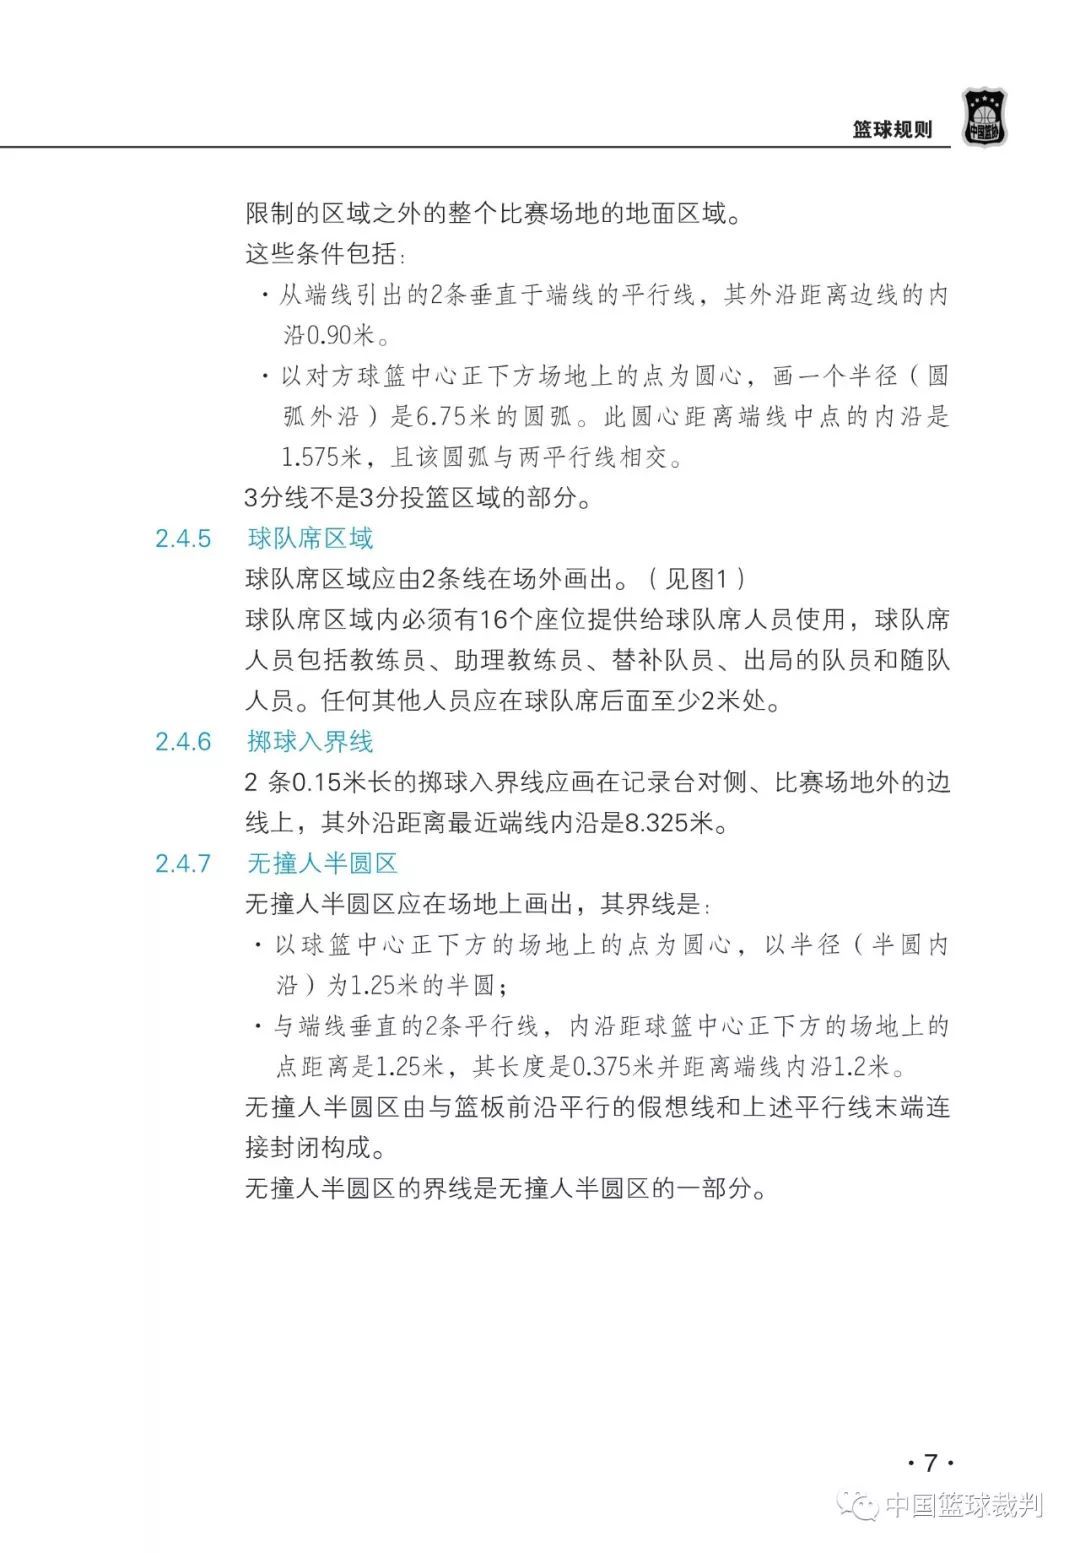 篮球规则
中国篮协
限制的区域之外的整个比赛场地的地面区域。
这些条件包括：
·从端线引出的2条垂直于端线的平行线，其外沿距离边线的内
沿0.90米。
·以对方球篮中心正下方场地上的点为圆心，画一个半径（圆
弧外沿）是6.75米的圆弧。此圆心距离端线中点的内沿是
1.575米，且该圆弧与两平行线相交。
3分线不是3分投篮区域的部分。
2.4.5 球队席区域
球队席区域应由2条线在场外画出。（见图1）
球队席区域内必须有16个座位提供给球队席人员使用，球队席
人员包括教练员、助理教练员、替补队员、出局的队员和随队
人员。任何其他人员应在球队席后面至少2米处。
2.4.6 掷球入界线
2 条0.15米长的掷球入界线应画在记录台对侧、比赛场地外的边
线上，其外沿距离最近端线内沿是8.325米。
2.4.7 无撞人半圆区
无撞人半圆区应在场地上画出，其界线是：
·以球篮中心正下方的场地上的点为圆心，以半径（半圆内
沿）为1.25米的半圆；
·与端线垂直的2条平行线，内沿距球篮中心正下方的场地上的
点距离是1.25米，其长度是0.375米并距离端线内沿1.2米。
无撞人半圆区由与篮板前沿平行的假想线和上述平行线末端连
接封闭构成。
无撞人半圆区的界线是无撞人半圆区的一部分。
·7·
中国篮球裁判